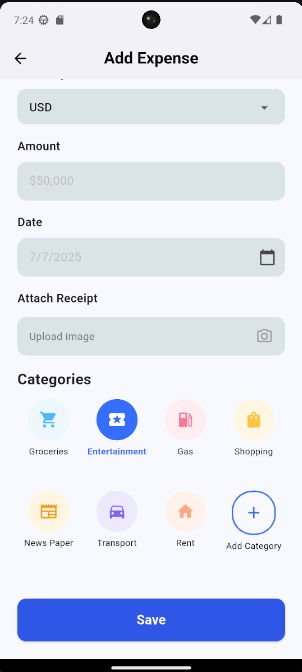 7:24
Add Expense
USD
Amount
$50,000
Date
7/7/2025
Attach Receipt
Upload image
Categories
Groceries
Entertainment
Gas
Shopping
News Paper
Transport
Rent
Add Category
Save